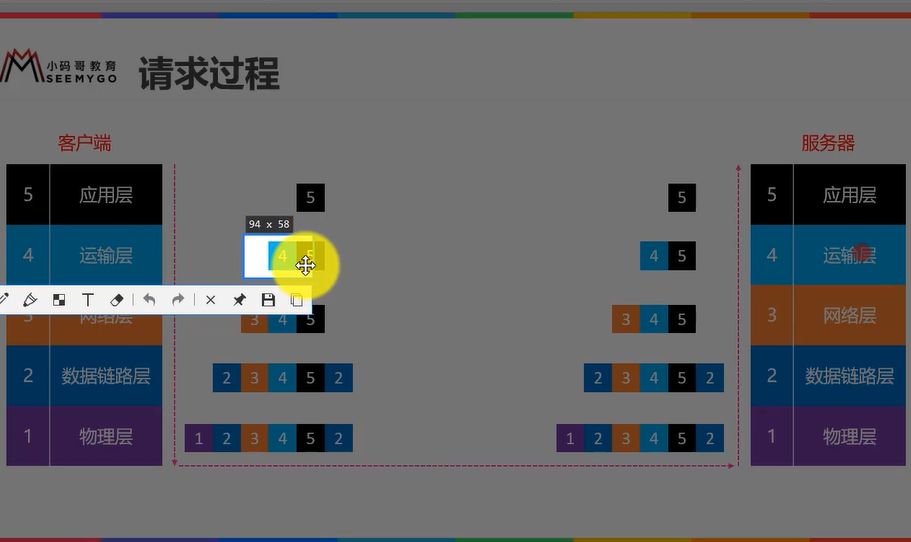 小码哥教育
SEEMYGO
请求过程
客户端
服务器
5 应用层
5
5
5 应用层
94 x 58
4 运输层
4 5
4 5
4 运输层
3 网络层
3 4 5
3 4 5
3 网络层
2 数据链路层
2 3 4 5 2
2 3 4 5 2
2 数据链路层
1 物理层
1 2 3 4 5 2
1 2 3 4 5 2
1 物理层